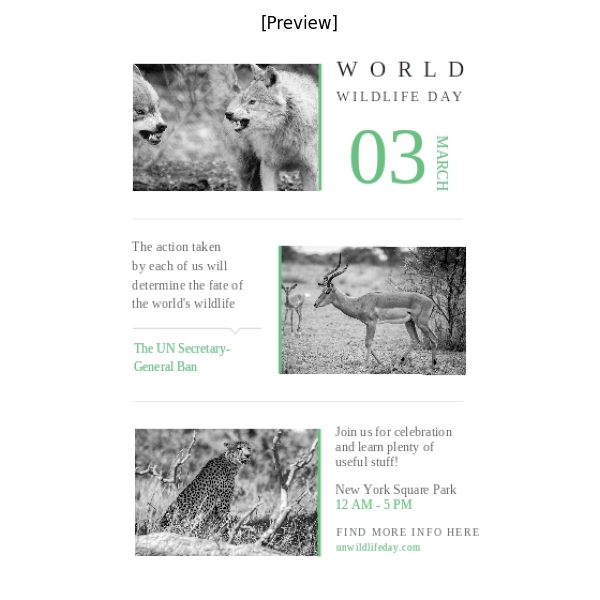 [Preview]
WORLD
WILDLIFE DAY
03
MARCH
The action taken
by each of us will
determine the fate of
the world's wildlife
The UN Secretary-
General Ban
Join us for celebration
and learn plenty of
useful stuff!
New York Square Park
12 AM - 5 PM
FIND MORE INFO HERE
unwildlifeday.com